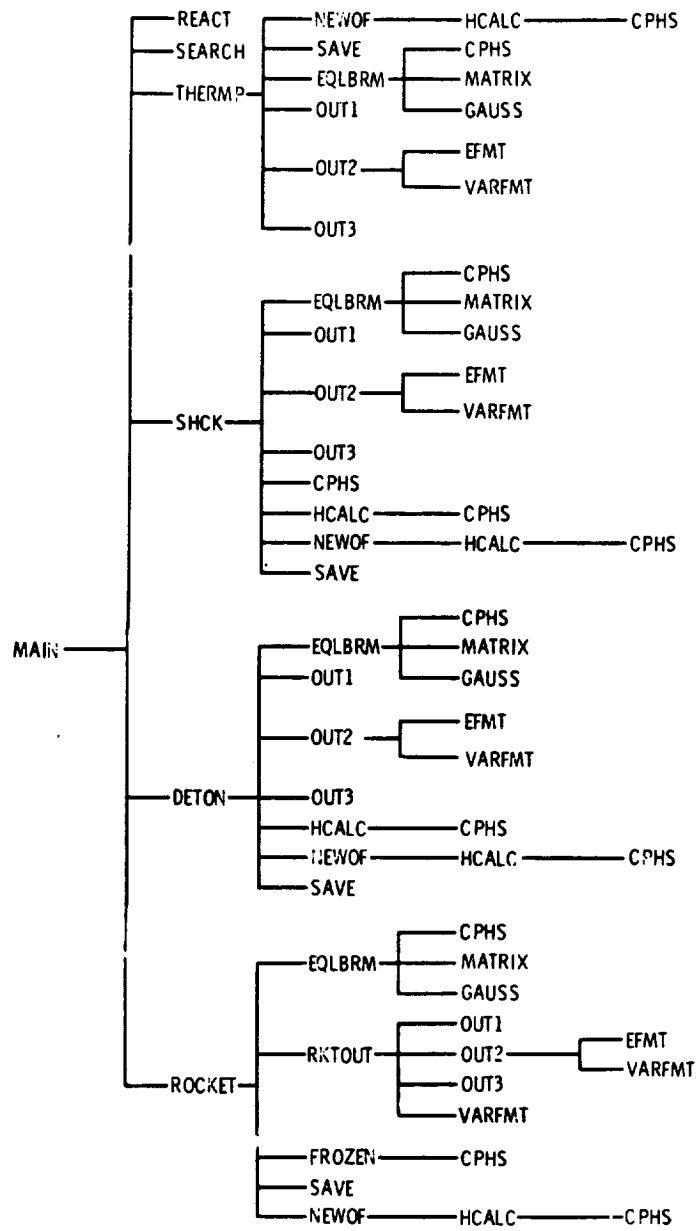 REACT
NEWOF HCALC CPHS
SEARCH
SAVE
CPHS
THERMP
EQLBRM
MATRIX
OUT1
GAUSS
EFMT
OUT2
VARFMT
OUT3
CPHS
EQLBRM
MATRIX
OUT1
GAUSS
EFMT
OUT2
VARFMT
SHCK
OUT3
CPHS
HCALC CPHS
NEWOF HCALC CPHS
SAVE
CPHS
MAIN
EQLBRM
MATRIX
OUT1
GAUSS
EFMT
OUT2
VARFMT
DETON
OUT3
HCALC CPHS
NEWOF HCALC CPHS
SAVE
CPHS
EQLBRM
MATRIX
GAUSS
OUT1
EFMT
RKTOUT
OUT2
VARFMT
ROCKET
OUT3
VARFMT
FROZEN CPHS
SAVE
NEWOF HCALC CPHS